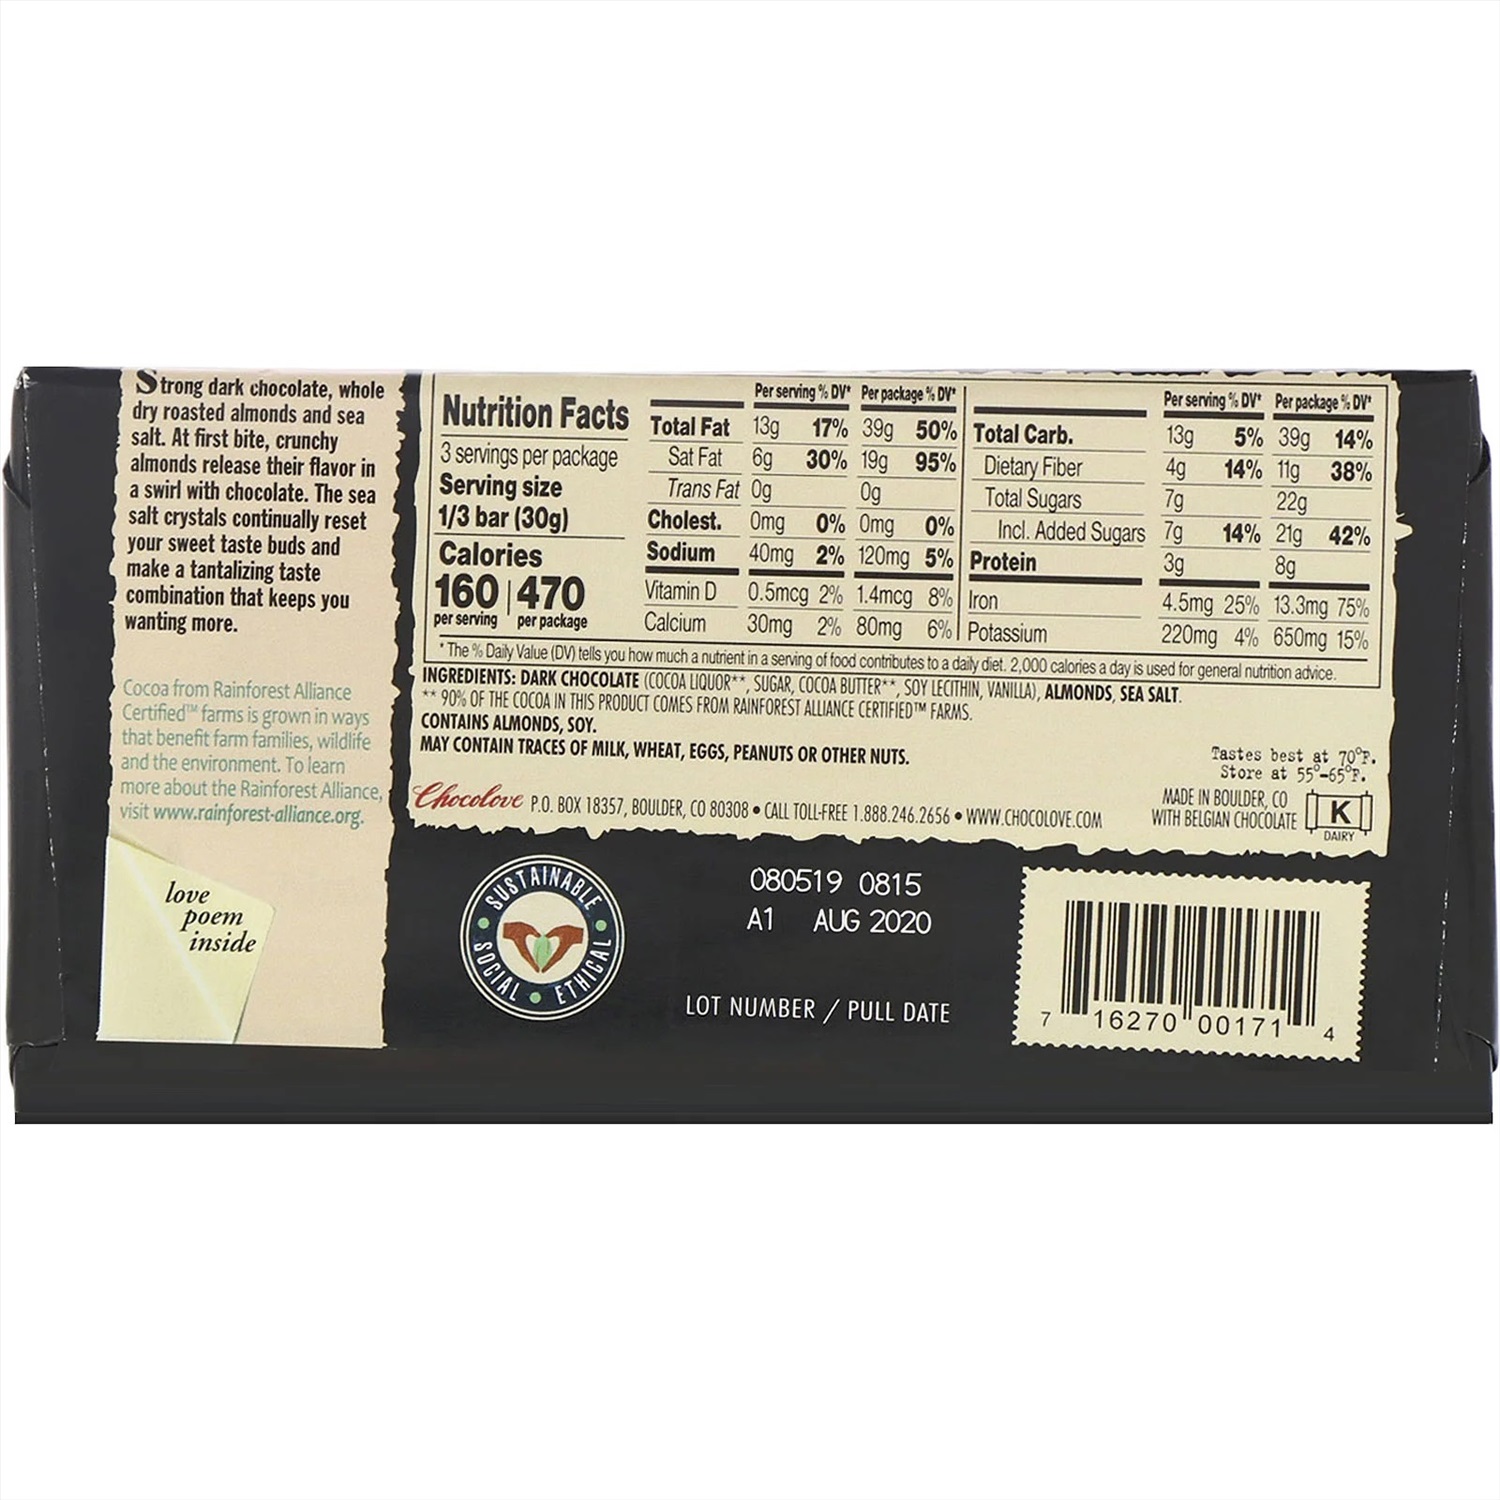 Strong dark chocolate, whole
dry roasted almonds and sea
salt. At first bite, crunchy
almonds release their flavor in
a swirl with chocolate. The sea
salt crystals continually reset
your sweet taste buds and
make a tantalizing taste
combination that keeps you
wanting more.
Cocoa from Rainforest Alliance
Certified™ farms is grown in ways
that benefit farm families, wildlife
and the environment. To learn
more about the Rainforest Alliance,
visit www.rainforest-alliance.org.
love
poem
inside
Nutrition Facts
3 servings per package
Serving size
1/3 bar (30g)
Calories
160 | 470
per serving per package
Per serving % DV* Per package % DV*
Total Fat 13g 17% 39g 50%
Sat Fat 6g 30% 19g 95%
Trans Fat 0g 0g
Cholest. 0mg 0% 0mg 0%
Sodium 40mg 2% 120mg 5%
Vitamin D 0.5mcg 2% 1.4mcg 8%
Calcium 30mg 2% 80mg 6%
Per serving % DV* Per package % DV*
Total Carb. 13g 5% 39g 14%
Dietary Fiber 4g 14% 11g 38%
Total Sugars 7g 22g
Incl. Added Sugars 7g 14% 21g 42%
Protein 3g 8g
Iron 4.5mg 25% 13.3mg 75%
Potassium 220mg 4% 650mg 15%
*The % Daily Value (DV) tells you how much a nutrient in a serving of food contributes to a daily diet. 2,000 calories a day is used for general nutrition advice.
INGREDIENTS: DARK CHOCOLATE (COCOA LIQUOR**, SUGAR, COCOA BUTTER**, SOY LECITHIN, VANILLA), ALMONDS, SEA SALT.
** 90% OF THE COCOA IN THIS PRODUCT COMES FROM RAINFOREST ALLIANCE CERTIFIED™ FARMS.
CONTAINS ALMONDS, SOY.
MAY CONTAIN TRACES OF MILK, WHEAT, EGGS, PEANUTS OR OTHER NUTS.
Tastes best at 70°F.
Store at 55°-65°F.
Chocolove P.O. BOX 18357, BOULDER, CO 80308 • CALL TOLL-FREE 1.888.246.2656 • WWW.CHOCOLOVE.COM
MADE IN BOULDER, CO
WITH BELGIAN CHOCOLATE
K
DAIRY
SUSTAINABLE
SOCIAL • ETHICAL
080519 0815
A1 AUG 2020
LOT NUMBER / PULL DATE
7 16270 00171 4